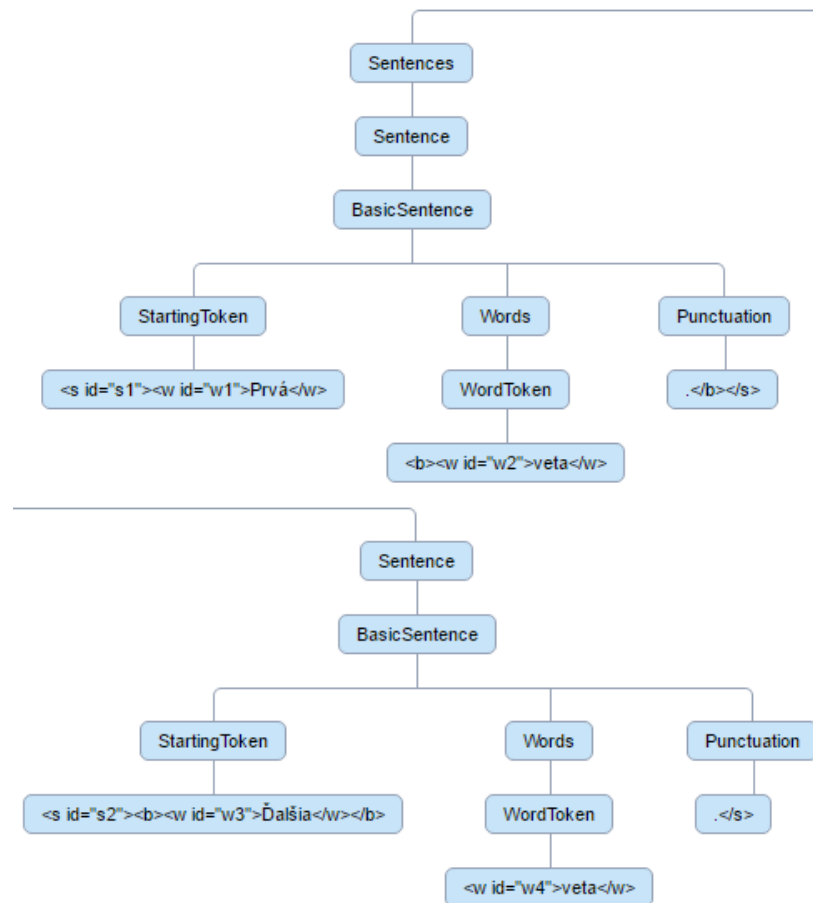 Sentences
Sentence
BasicSentence
StartingToken Words Punctuation
<s id="s1"><w id="w1">Prvá</w> WordToken .</b></s>
<b><w id="w2">veta</w>
Sentence
BasicSentence
StartingToken Words Punctuation
<s id="s2"><b><w id="w3">Ďalšia</w></b> WordToken .</s>
<w id="w4">veta</w>